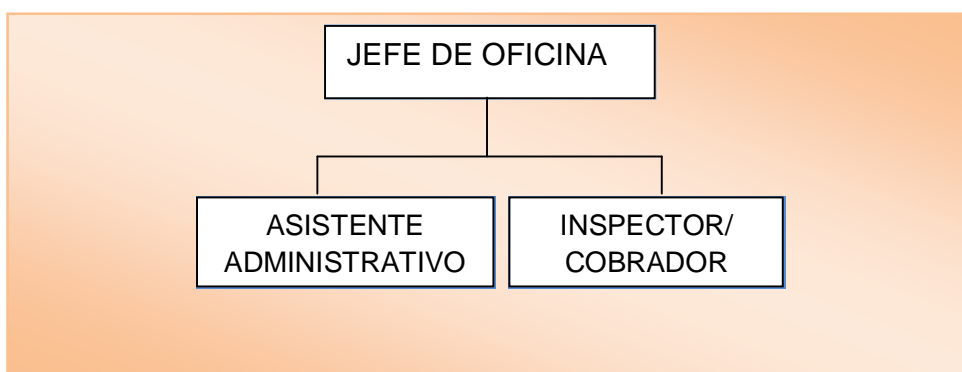 JEFE DE OFICINA
ASISTENTE
ADMINISTRATIVO
INSPECTOR/
COBRADOR